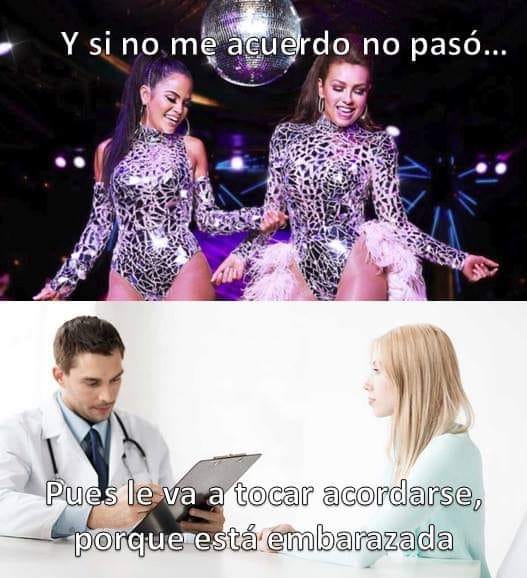 Y si no me acuerdo no pasó...
Pues le va a tocar acordarse,
porque está embarazada